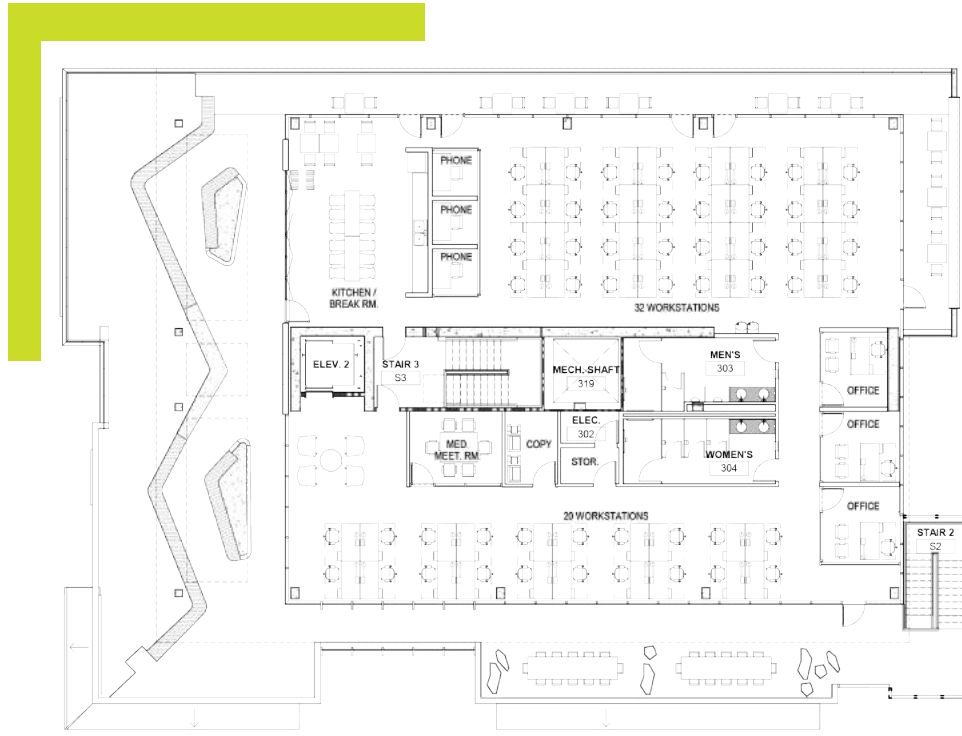 PHONE
PHONE
PHONE
KITCHEN /
BREAK RM.
32 WORKSTATIONS
ELEV. 2
STAIR 3
S3
MECH. SHAFT
319
MEN'S
303
OFFICE
ELEC.
302
MED.
MEET. RM.
COPY
STOR.
WOMEN'S
304
OFFICE
20 WORKSTATIONS
OFFICE
STAIR 2
S2